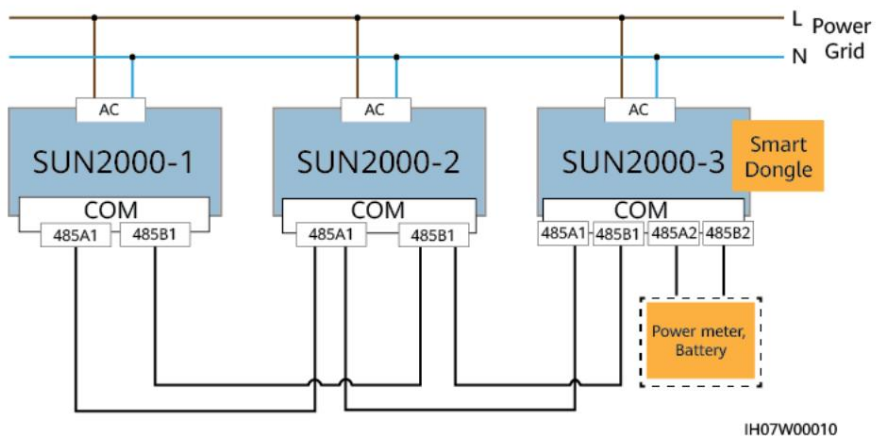 L Power
Grid
N
AC
AC
AC
SUN2000-1
SUN2000-2
SUN2000-3
Smart
Dongle
COM
COM
COM
485A1
485B1
485A1
485B1
485A1
485B1
485A2
485B2
Power meter,
Battery
IH07W00010